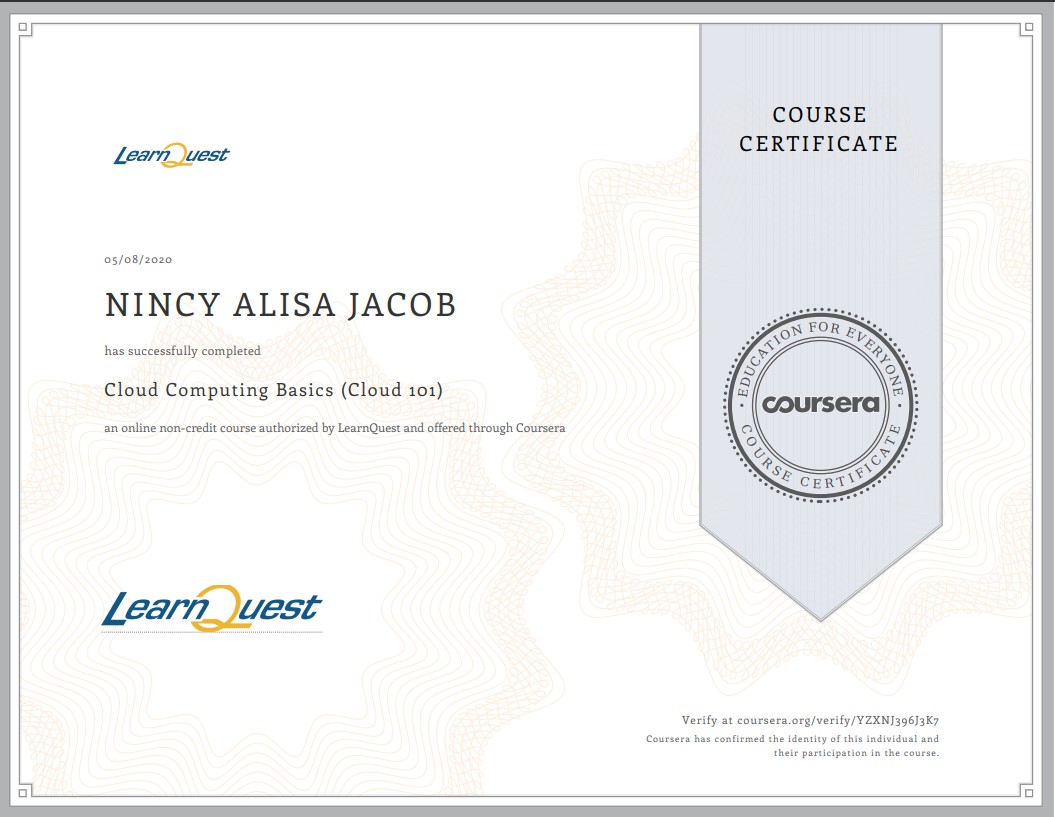 COURSE
CERTIFICATE
LearnQuest
05/08/2020
NINCY ALISA JACOB
has successfully completed
Cloud Computing Basics (Cloud 101)
an online non-credit course authorized by LearnQuest and offered through Coursera
EDUCATION FOR EVERYONE
coursera
COURSE CERTIFICATE
LearnQuest
Verify at coursera.org/verify/YZXNJ396J3K7
Coursera has confirmed the identity of this individual and
their participation in the course.